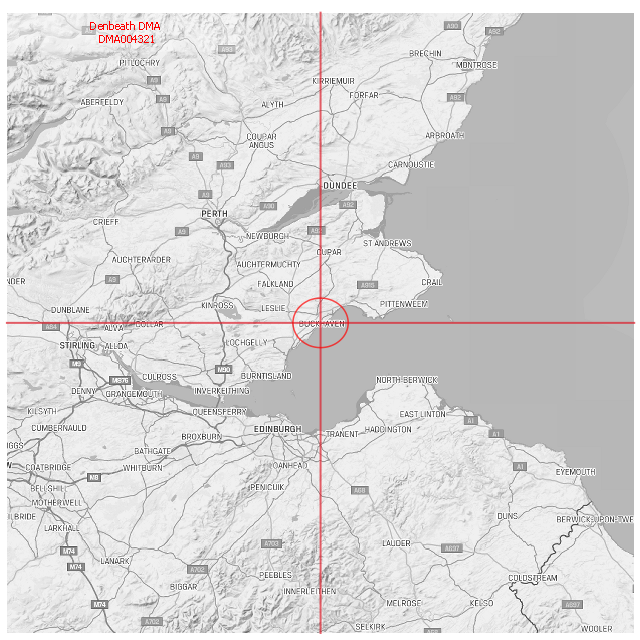 Denbeath DMA
DMA004321
A90
A92
A93
BRECHIN
PITLOCHRY
MONTROSE
A9
KIRRIEMUIR
FORFAR
A92
ABERFELDY
A9
ALYTH
A9
COUPAR
ANGUS
ARBROATH
A9
A93
CARNOUSTIE
DUNDEE
A9
A90
A92
PERTH
CRIEFF
A9
NEWBURGH
ST ANDREWS
CUPAR
AUCHTERARDER
AUCHTERMUCHTY
A9
FALKLAND
A915
CRAIL
NDER
KINROSS
LESLIE
PITTENWEEM
DUNBLANE
BUCKHAVEN
A84
ALVA
DOLLAR
STIRLING
ALLOA
LOCHGELLY
M9
M90
CULROSS
BURNTISLAND
M876
NORTH BERWICK
DENNY
GRANGEMOUTH
INVERKEITHING
KILSYTH
QUEENSFERRY
EAST LINTON
CUMBERNAULD
A1
EDINBURGH
HADDINGTON
BROXBURN
TRANENT
A1
IGGS
BATHGATE
COATBRIDGE
WHITBURN
LOANHEAD
A1
EYEMOUTH
M8
BELLSHILL
PENICUIK
A68
MOTHERWELL
ILBRIDE
DUNS
BERWICK-UPON-TWE
LARKHALL
A703
LAUDER
A697
M74
LANARK
M74
A702
PEEBLES
COLDSTREAM
BIGGAR
INNERLEITHEN
M74
MELROSE
KELSO
A697
A702
SELKIRK
A68
WOOLER